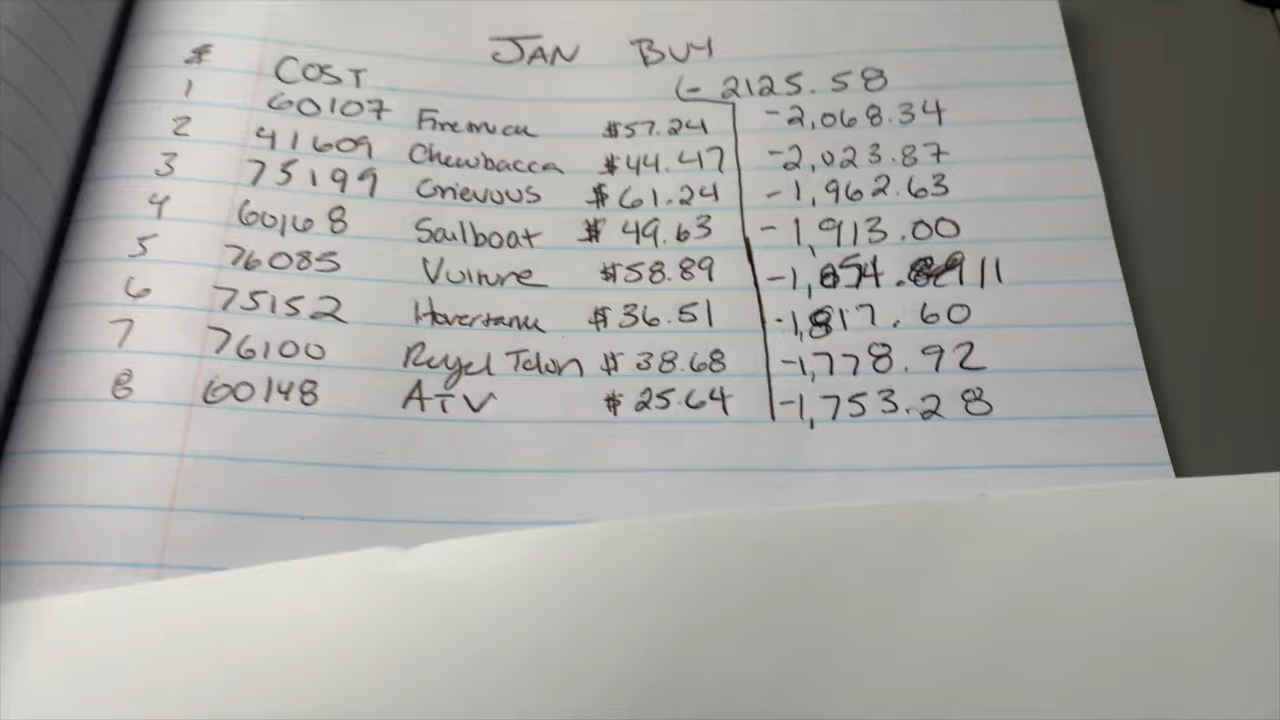 JAN BUY
# COST (-2125.58
1 60107 $57.24 -2,068.34
2 41609 Chewbacca $44.47 -2,023.87
3 75199 Grievous $61.24 -1,962.63
4 60168 Sailboat $49.63 -1,913.00
5 76085 Vulture $58.89 -1,854.11
6 75152 $36.51 -1,817.60
7 76100 Royal Talon $38.68 -1,778.92
8 60148 ATV $25.64 -1,753.28